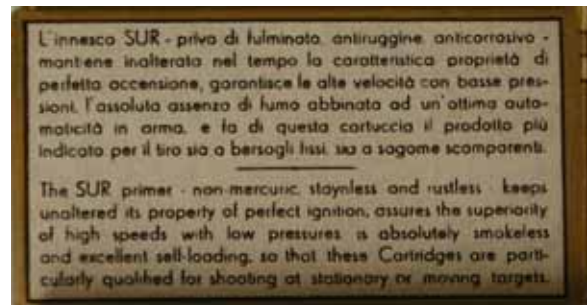 L'innesco SUR - privo di fulminato, antiruggine, anticorrosivo -
mantiene inalterata nel tempo la caratteristica proprietà di
perfetta accensione, garantisce le alte velocità con basse pres-
sioni, l'assoluta assenza di fumo abbinata ad un'ottima auto-
maticità in arma, e fa di questa cartuccia il prodotto più
indicato per il tiro sia a bersagli fissi, sia a sagome scomparenti.
The SUR primer - non-mercuric, staynless and rustless - keeps
unaltered its property of perfect ignition, assures the superiority
of high speeds with low pressures is absolutely smokeless
and excellent self-loading, so that these Cartridges are parti-
cularly qualified for shooting at stationary or moving targets.